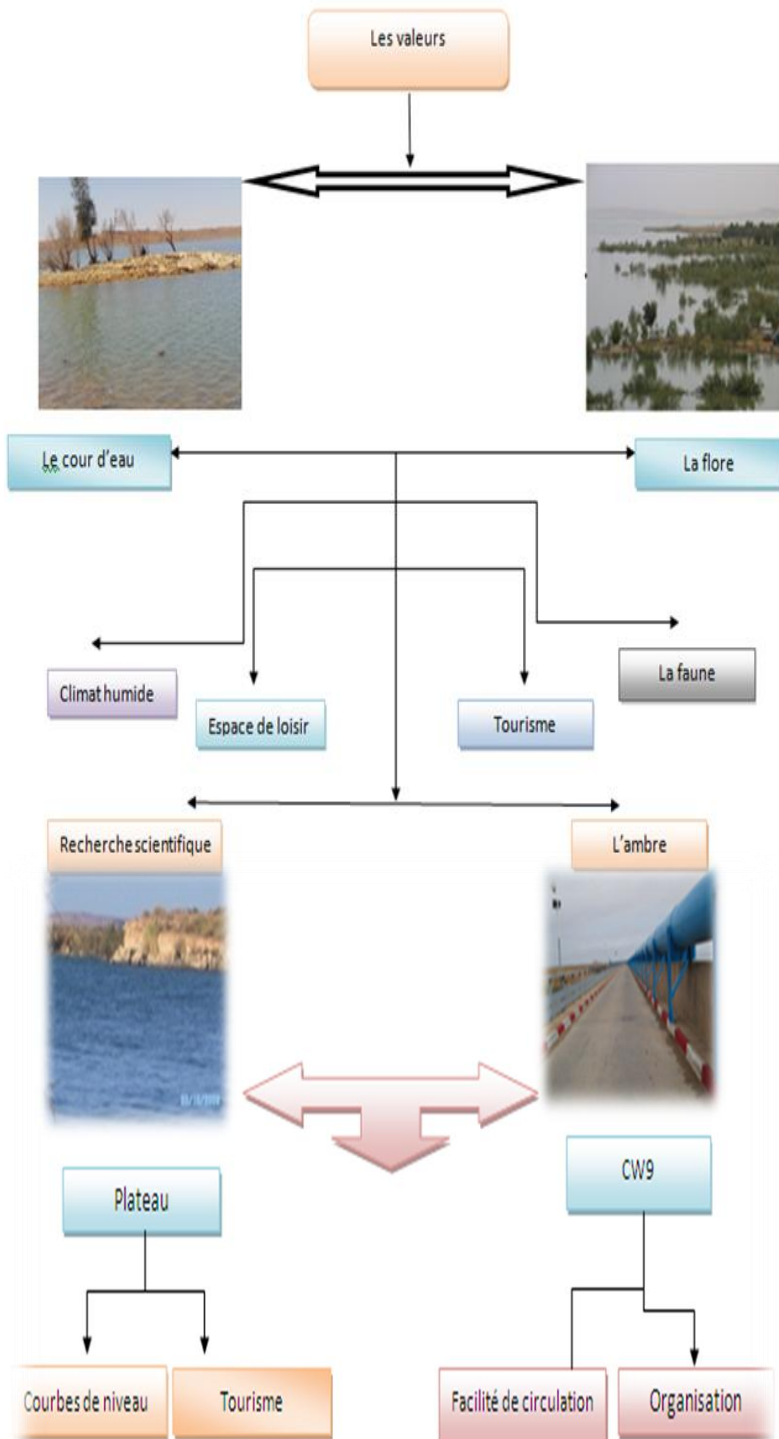 Les valeurs
Le cour d'eau
La flore
Climat humide
Espace de loisir
Tourisme
La faune
Recherche scientifique
L'ambre
Plateau
CW9
Courbes de niveau
Tourisme
Facilité de circulation
Organisation